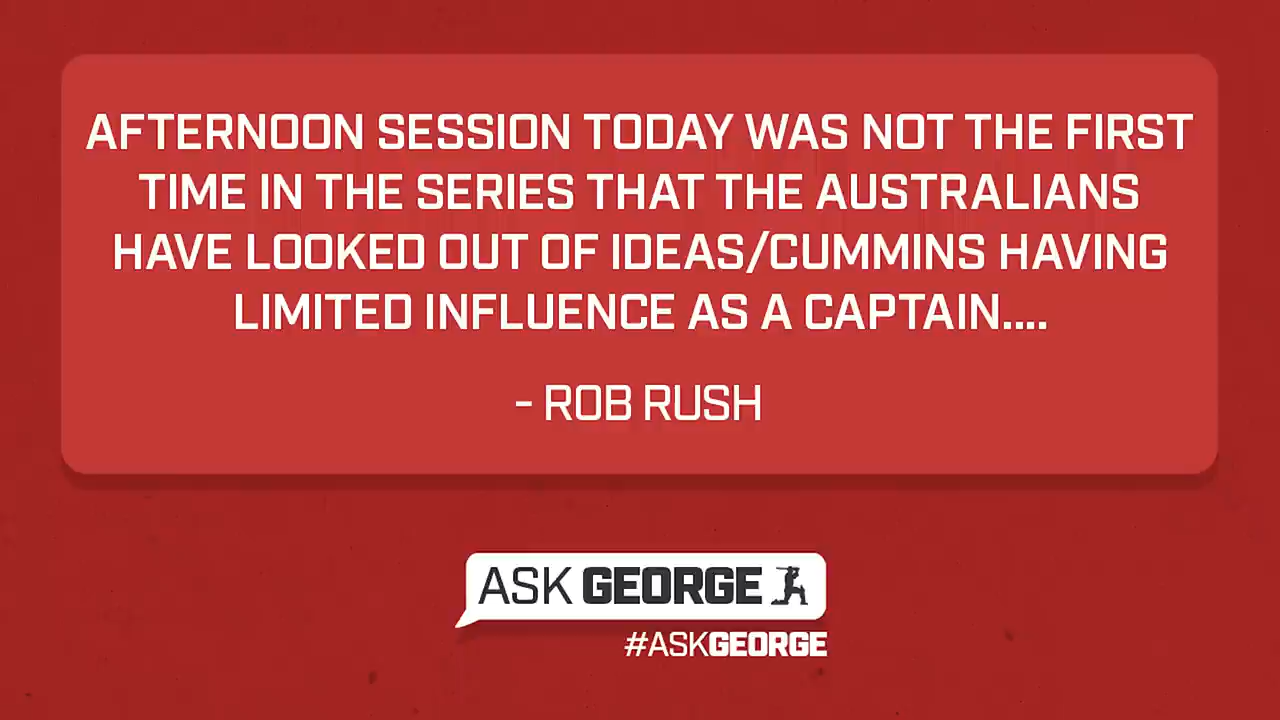 AFTERNOON SESSION TODAY WAS NOT THE FIRST
TIME IN THE SERIES THAT THE AUSTRALIANS
HAVE LOOKED OUT OF IDEAS/CUMMINS HAVING
LIMITED INFLUENCE AS A CAPTAIN....
- ROB RUSH
ASK GEORGE
#ASKGEORGE